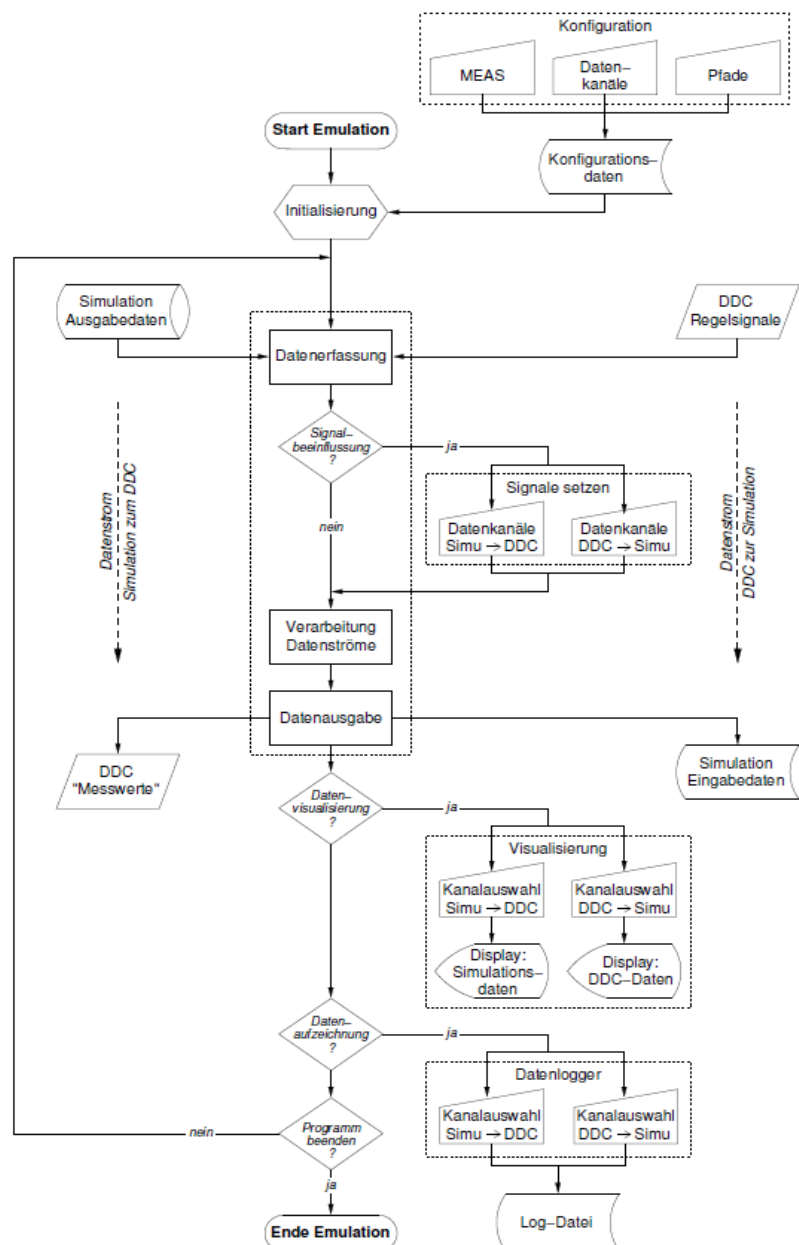 Konfiguration
MEAS
Daten-
kanäle
Pfade
Start Emulation
Konfigurations-
daten
Initialisierung
Simulation
Ausgabedaten
DDC
Regelsignale
Datenerfassung
Signal-
beeinflussung
?
ja
Signale setzen
nein
Datenkanäle
Simu → DDC
Datenkanäle
DDC → Simu
Datenstrom
Simulation zum DDC
Datenstrom
DDC zur Simulation
Verarbeitung
Datenströme
Datenausgabe
DDC
"Messwerte"
Simulation
Eingabedaten
Daten-
visualisierung
?
ja
Visualisierung
Kanalauswahl
Simu → DDC
Kanalauswahl
DDC → Simu
Display:
Simulations-
daten
Display:
DDC-Daten
Daten-
aufzeichnung
?
ja
Datenlogger
Kanalauswahl
Simu → DDC
Kanalauswahl
DDC → Simu
nein
Programm
beenden
?
ja
Ende Emulation
Log-Datei